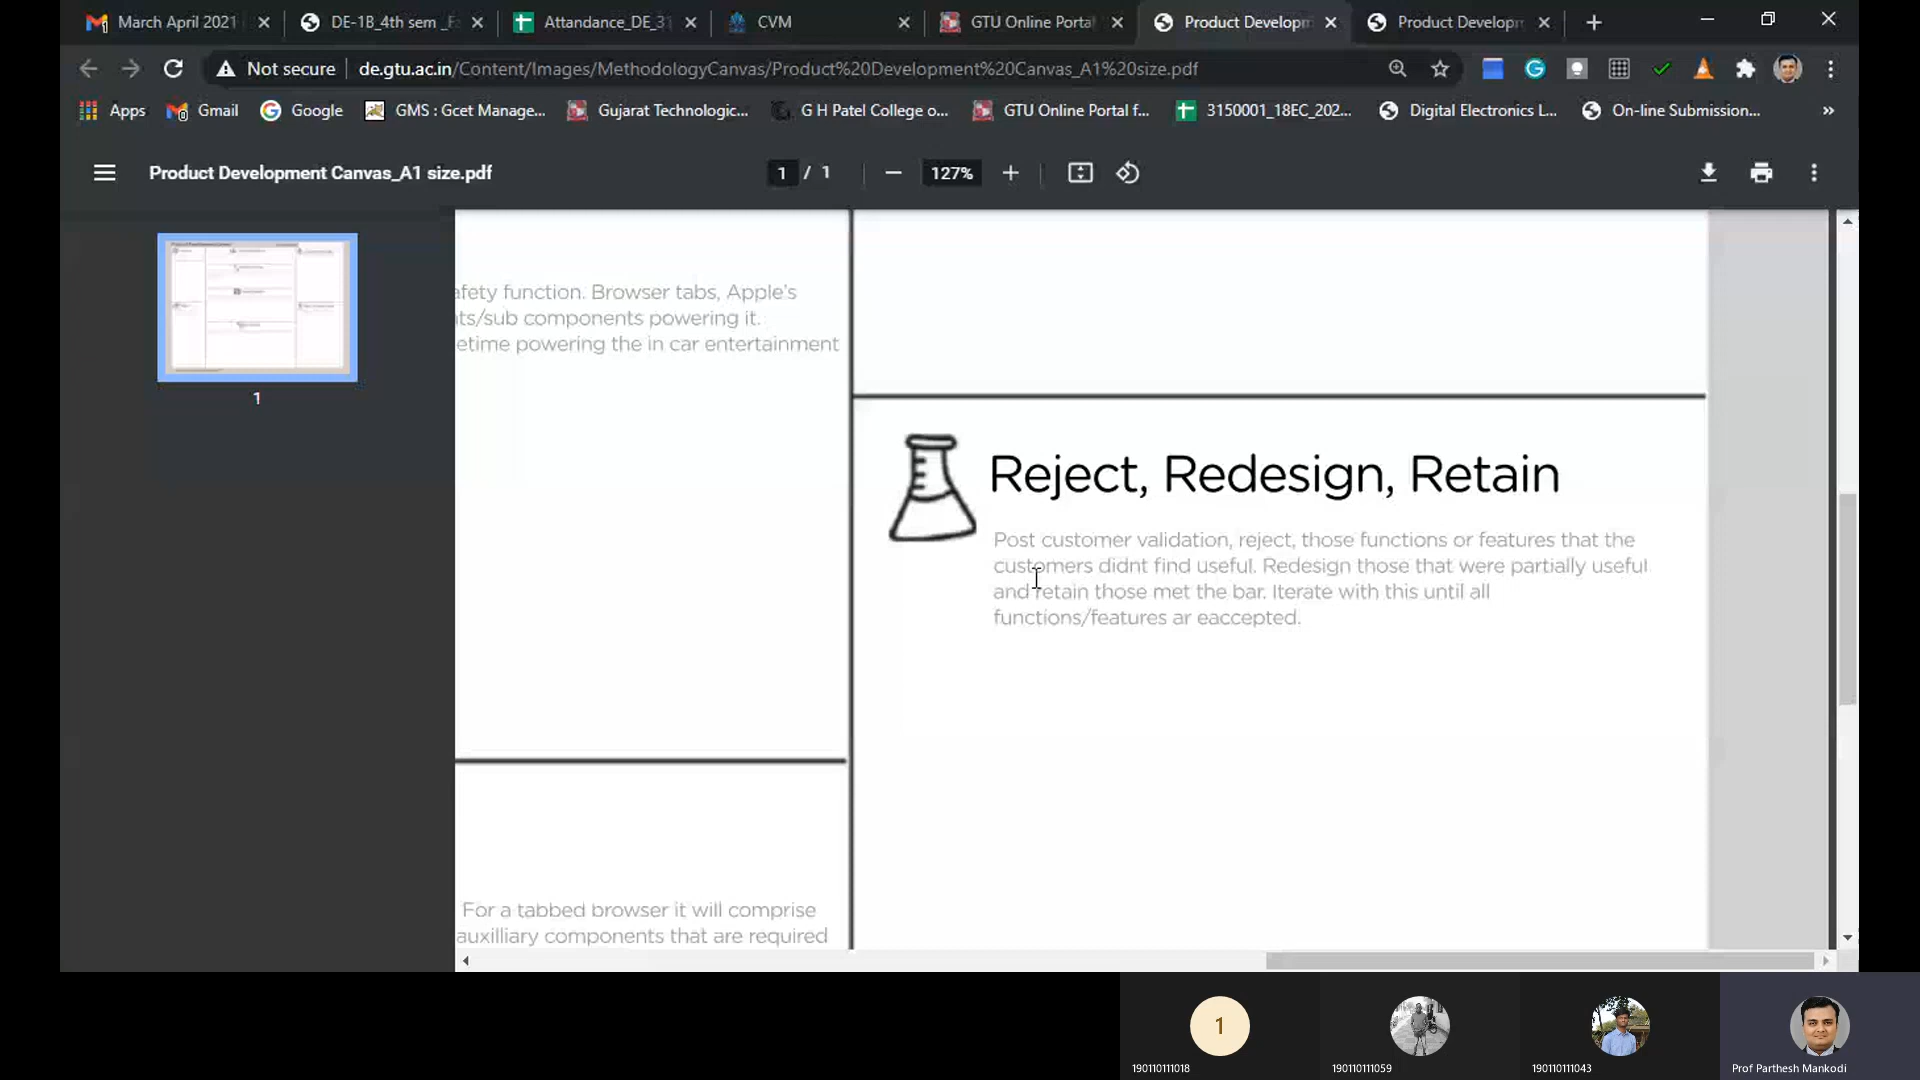 March April 2021
DE-1B_4th sem _F
Attandance_DE_31
CVM
GTU Online Portal
Product Developm
Product Developm
Not secure
de.gtu.ac.in/Content/Images/MethodologyCanvas/Product%20Development%20Canvas_A1%20size.pdf
Apps
Gmail
Google
GMS : Gcet Manage...
Gujarat Technologic...
G H Patel College o...
GTU Online Portal f...
3150001_18EC_202...
Digital Electronics L...
On-line Submission...
»
Product Development Canvas_A1 size.pdf
1 / 1
127%
1
afety function. Browser tabs, Apple's
nts/sub components powering it.
etime powering the in car entertainment
Reject, Redesign, Retain
Post customer validation, reject, those functions or features that the
customers didnt find useful. Redesign those that were partially useful
and retain those met the bar. Iterate with this until all
functions/features ar eaccepted.
For a tabbed browser it will comprise
auxilliary components that are required
1
190110111018
190110111059
190110111043
Prof Parthesh Mankodi